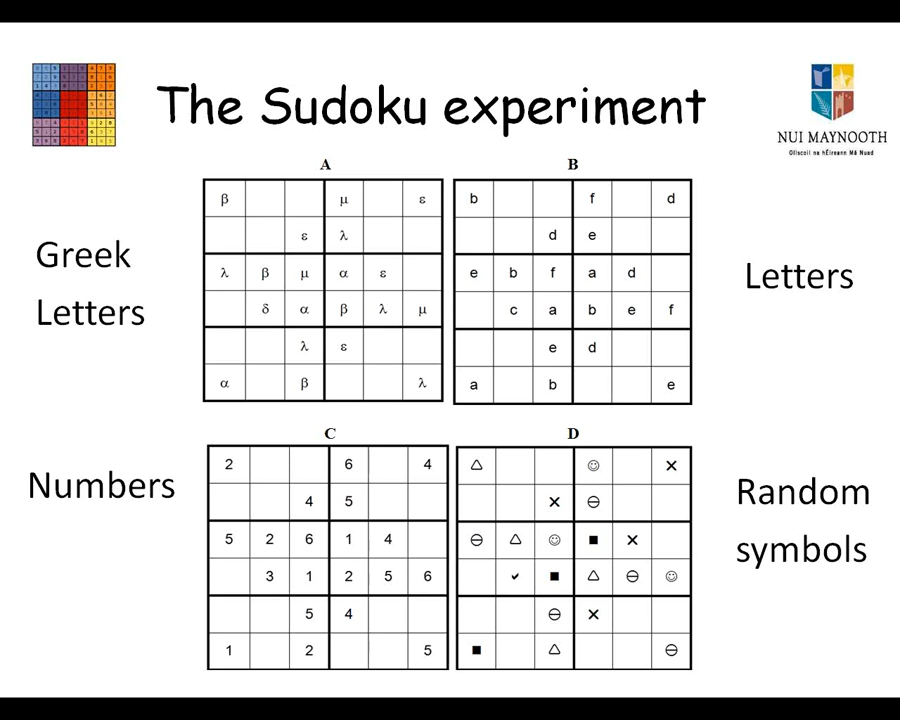 The Sudoku experiment
NUI MAYNOOTH
Ollscoil na hÉireann Má Nuad
A
β μ ε
ε λ
λ β μ α ε
δ α β λ μ
λ ε
α β λ
B
b f d
d e
e b f a d
c a b e f
e d
a b e
Greek
Letters
Letters
C
2 6 4
4 5
5 2 6 1 4
3 1 2 5 6
5 4
1 2 5
D
△ ☺ ✕
✕ ⊖
⊖ △ ☺ ■ ✕
✓ ■ △ ⊖ ☺
⊖ ✕
■ △ ⊖
Numbers
Random
symbols